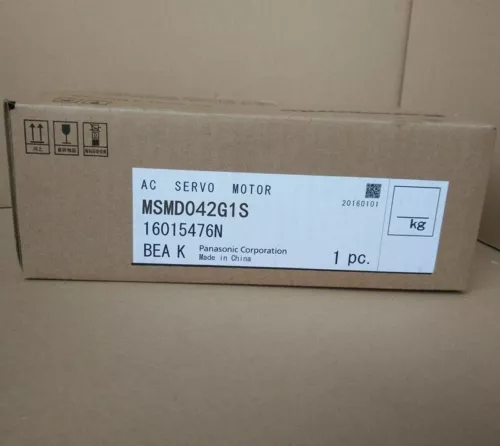 AC SERVO MOTOR
MSMD042G1S
20160101
16015476N
kg
BEA K Panasonic Corporation
Made in China
1 pc.